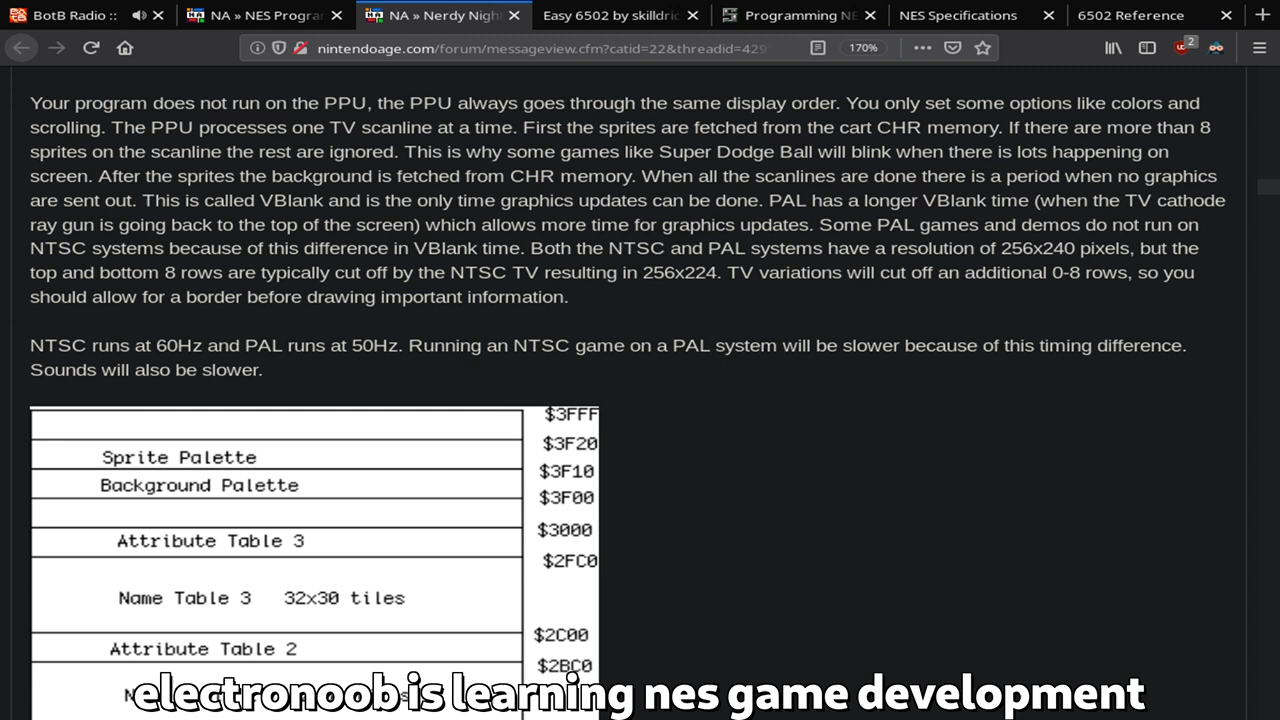 BotB Radio ::
NA » NES Progra
NA » Nerdy Nigh
Easy 6502 by skilldric
Programming NE
NES Specifications
6502 Reference
nintendoage.com/forum/messageview.cfm?catid=22&threadid=429
170%
2
Your program does not run on the PPU, the PPU always goes through the same display order. You only set some options like colors and
scrolling. The PPU processes one TV scanline at a time. First the sprites are fetched from the cart CHR memory. If there are more than 8
sprites on the scanline the rest are ignored. This is why some games like Super Dodge Ball will blink when there is lots happening on
screen. After the sprites the background is fetched from CHR memory. When all the scanlines are done there is a period when no graphics
are sent out. This is called VBlank and is the only time graphics updates can be done. PAL has a longer VBlank time (when the TV cathode
ray gun is going back to the top of the screen) which allows more time for graphics updates. Some PAL games and demos do not run on
NTSC systems because of this difference in VBlank time. Both the NTSC and PAL systems have a resolution of 256x240 pixels, but the
top and bottom 8 rows are typically cut off by the NTSC TV resulting in 256x224. TV variations will cut off an additional 0-8 rows, so you
should allow for a border before drawing important information.
NTSC runs at 60Hz and PAL runs at 50Hz. Running an NTSC game on a PAL system will be slower because of this timing difference.
Sounds will also be slower.
$3FFF
$3F20
Sprite Palette
$3F10
Background Palette
$3F00
$3000
Attribute Table 3
$2FC0
Name Table 3 32x30 tiles
$2C00
Attribute Table 2
$2BC0
electronoob is learning nes game development